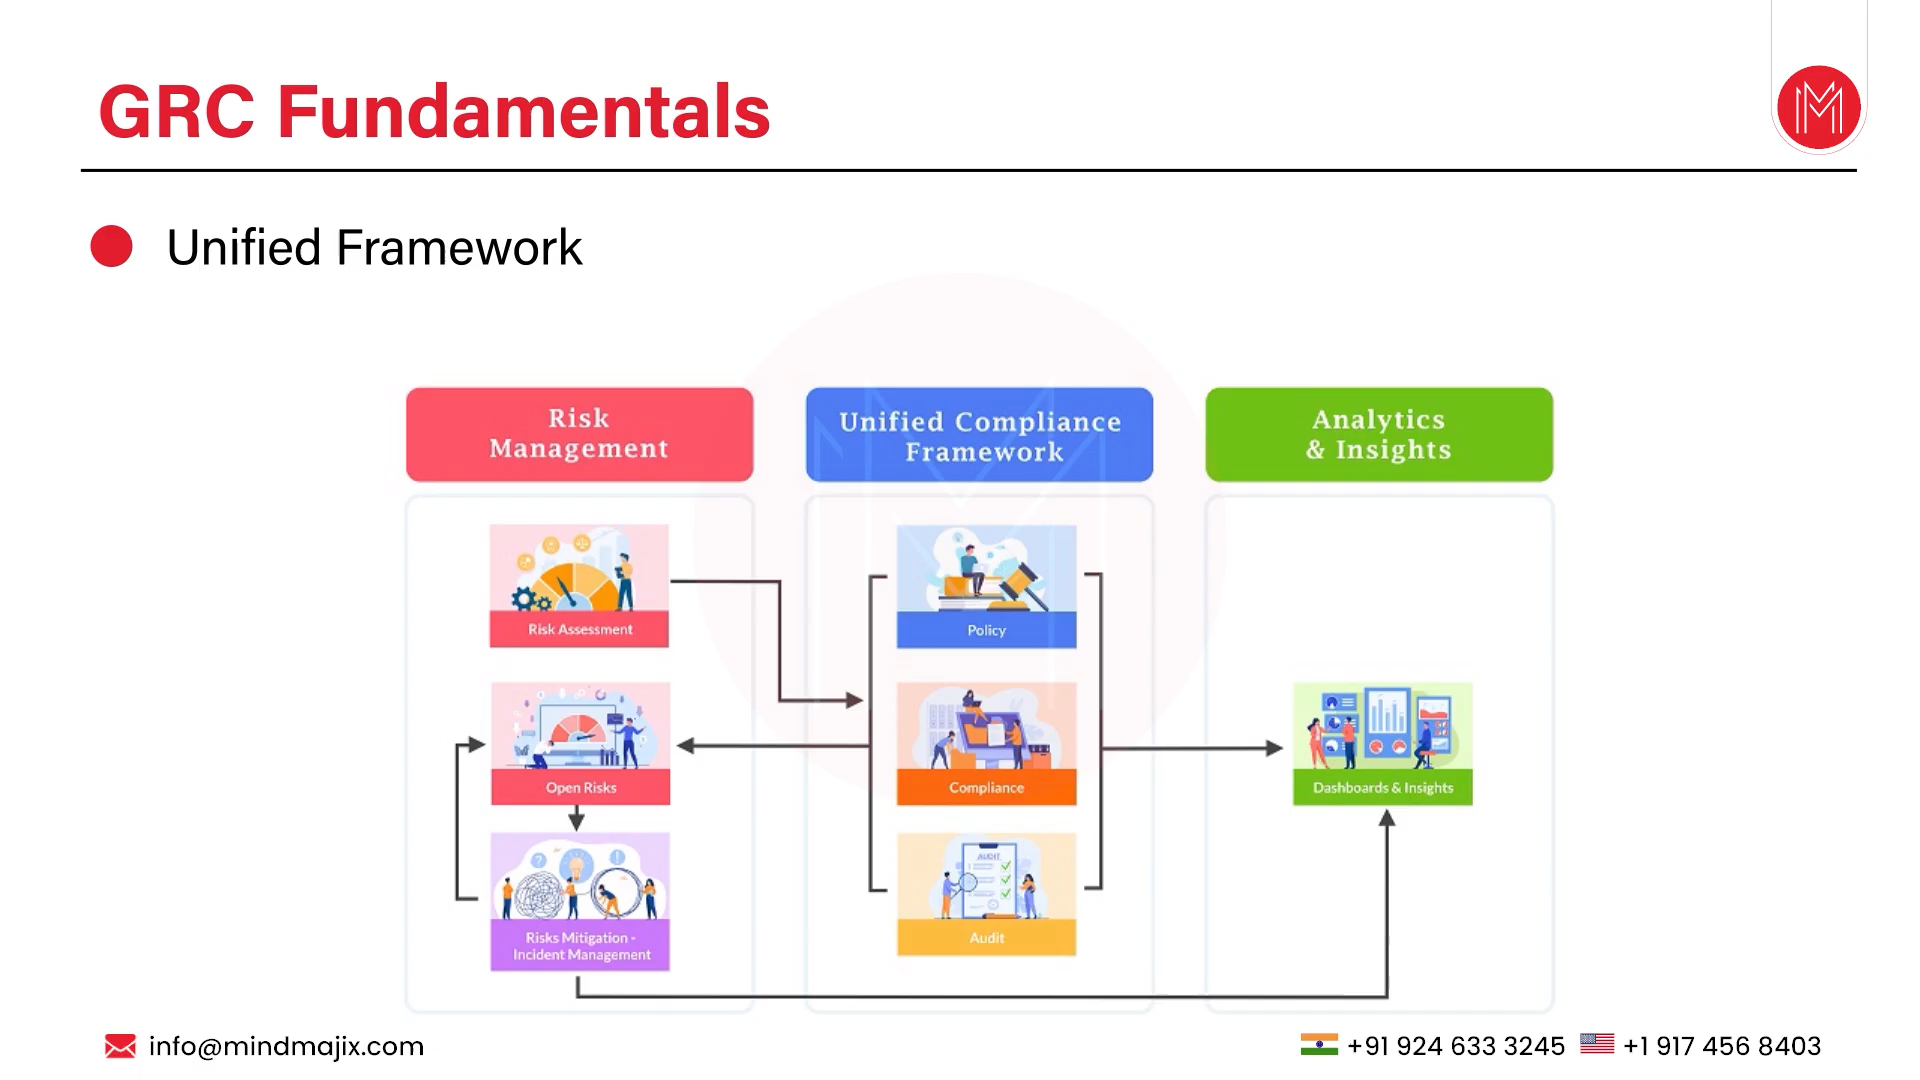 GRC Fundamentals
Unified Framework
Risk
Management
Unified Compliance
Framework
Analytics
& Insights
Risk Assessment
Policy
Open Risks
Compliance
Dashboards & Insights
AUDIT
Risks Mitigation -
Incident Management
Audit
info@mindmajix.com
+91 924 633 3245
+1 917 456 8403